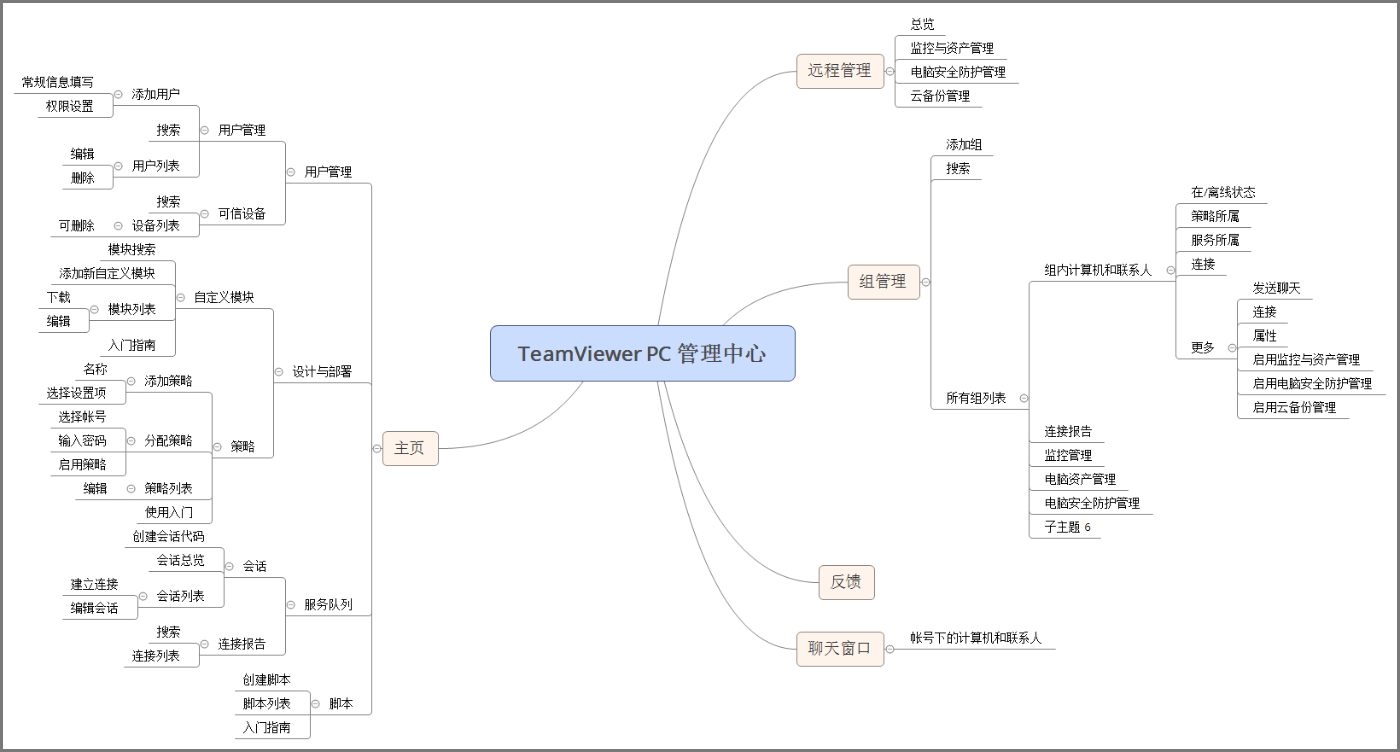 TeamViewer PC 管理中心
远程管理
总览
监控与资产管理
电脑安全防护管理
云备份管理
组管理
添加组
搜索
所有组列表
组内计算机和联系人
在/离线状态
策略所属
服务所属
连接
更多
发送聊天
连接
属性
启用监控与资产管理
启用电脑安全防护管理
启用云备份管理
连接报告
监控管理
电脑资产管理
电脑安全防护管理
子主题 6
反馈
聊天窗口
帐号下的计算机和联系人
主页
用户管理
用户管理
添加用户
常规信息填写
权限设置
搜索
用户列表
编辑
删除
可信设备
搜索
设备列表
可删除
设计与部署
自定义模块
模块搜索
添加新自定义模块
模块列表
下载
编辑
入门指南
策略
添加策略
名称
选择设置项
分配策略
选择帐号
输入密码
启用策略
策略列表
编辑
使用入门
服务队列
会话
创建会话代码
会话总览
会话列表
建立连接
编辑会话
连接报告
搜索
连接列表
脚本
创建脚本
脚本列表
入门指南